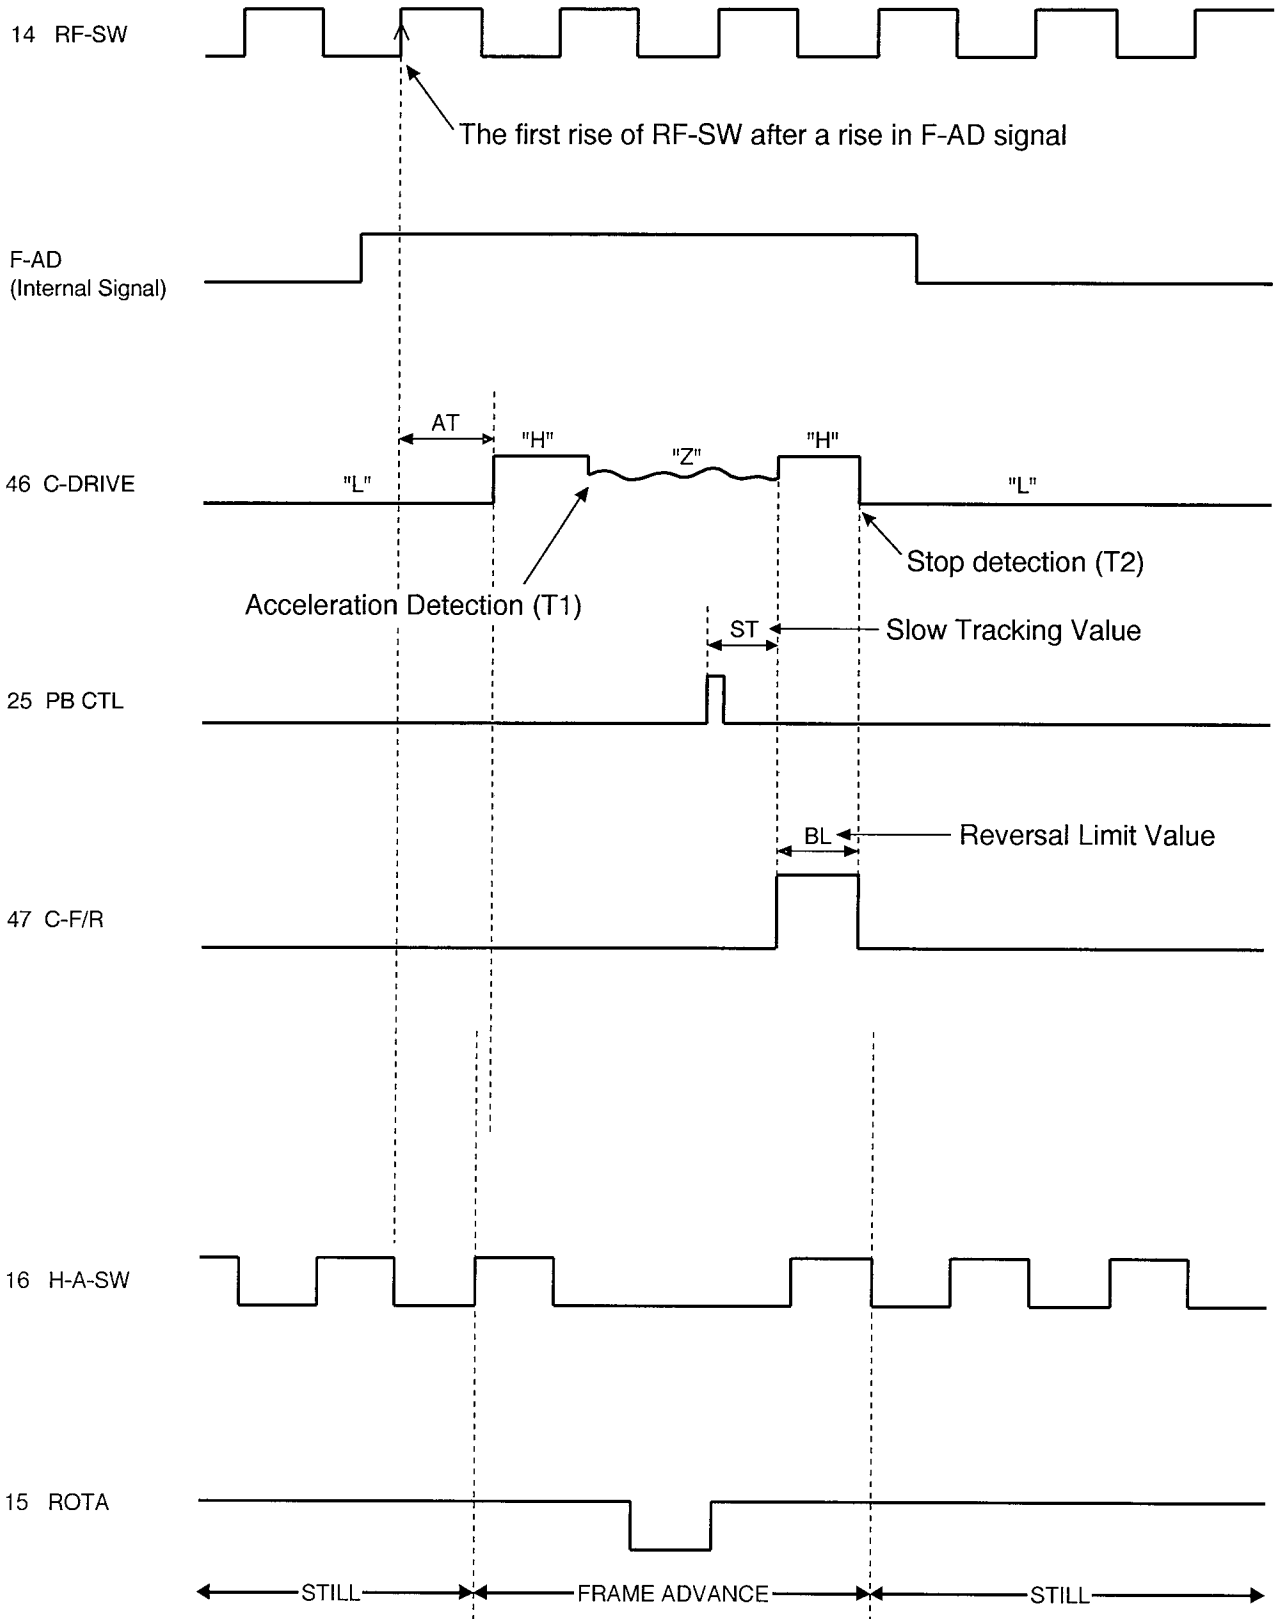 14 RF-SW
The first rise of RF-SW after a rise in F-AD signal
F-AD
(Internal Signal)
AT
"H"
"Z"
"H"
46 C-DRIVE
"L"
"L"
Stop detection (T2)
Acceleration Detection (T1)
ST
Slow Tracking Value
25 PB CTL
BL
Reversal Limit Value
47 C-F/R
16 H-A-SW
15 ROTA
STILL
FRAME ADVANCE
STILL